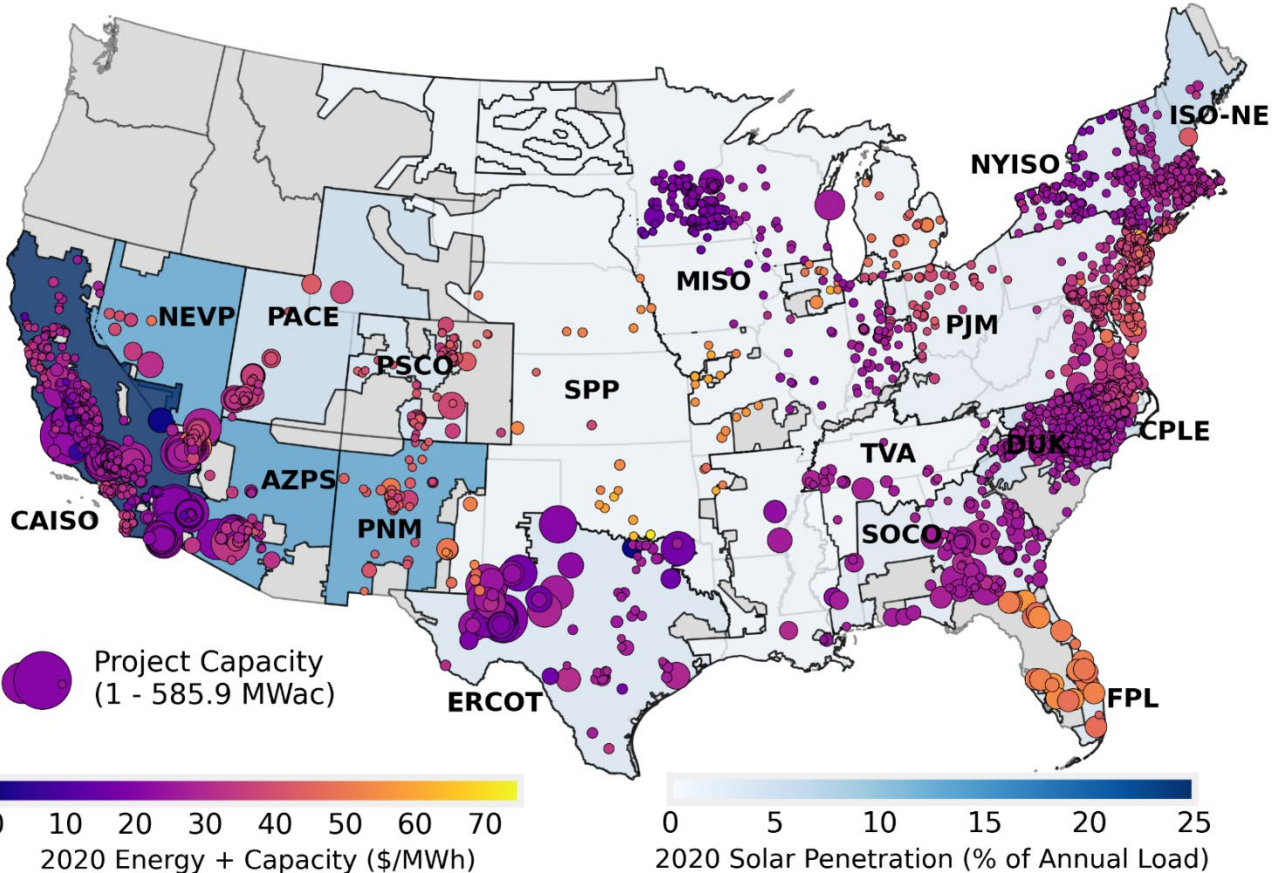 ISO-NE
NYISO
MISO
NEVP
PACE
PJM
PSCO
SPP
CPLE
DUK
TVA
AZPS
CAISO
PNM
SOCO
ERCOT
FPL
Project Capacity
(1 - 585.9 MWac)
0 10 20 30 40 50 60 70
2020 Energy + Capacity ($/MWh)
0 5 10 15 20 25
2020 Solar Penetration (% of Annual Load)